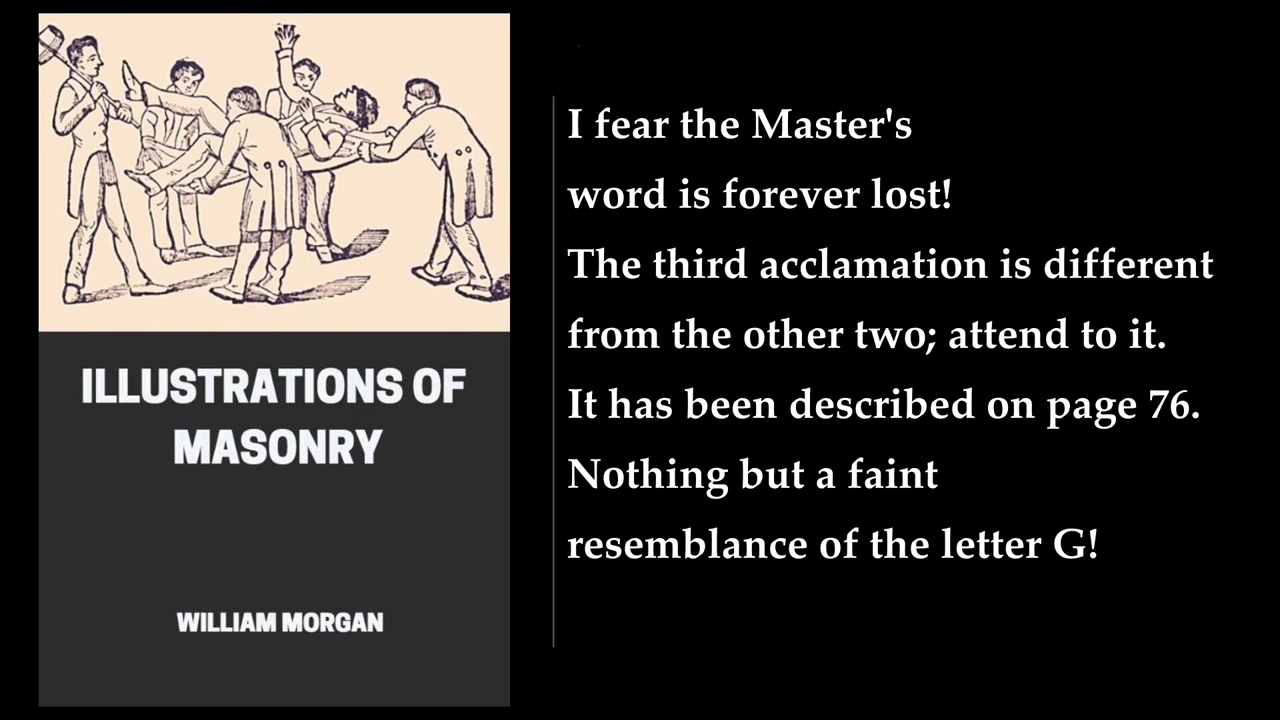 ILLUSTRATIONS OF
MASONRY
WILLIAM MORGAN
I fear the Master's
word is forever lost!
The third acclamation is different
from the other two; attend to it.
It has been described on page 76.
Nothing but a faint
resemblance of the letter G!